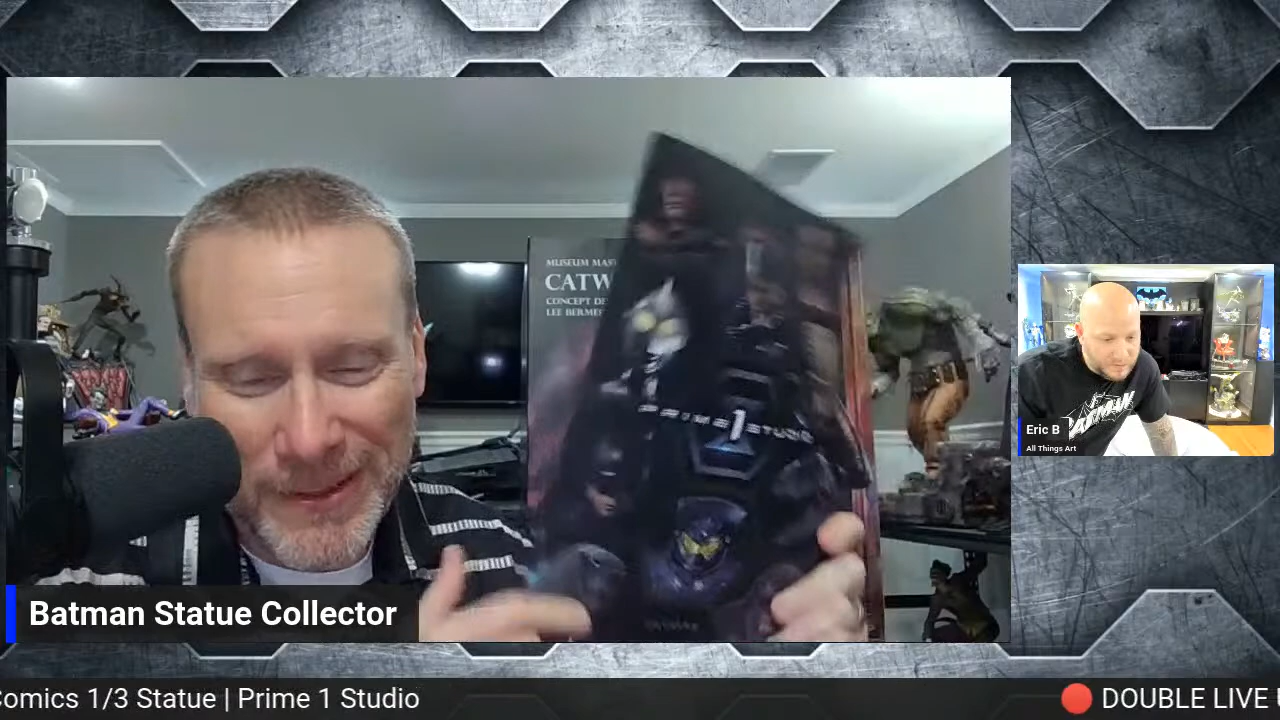 MUSEUM MAS
CATW
CONCEPT DE
LEE BERME
PRIME 1 STUDIO
BATMAN
Eric B
All Things Art
Batman Statue Collector
Comics 1/3 Statue | Prime 1 Studio
DOUBLE LIVE